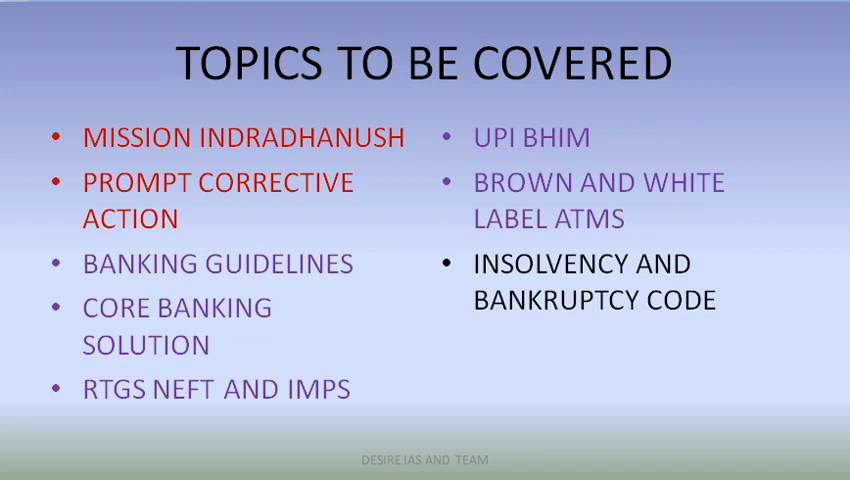 TOPICS TO BE COVERED
• MISSION INDRADHANUSH
• PROMPT CORRECTIVE
ACTION
• BANKING GUIDELINES
• CORE BANKING
SOLUTION
• RTGS NEFT AND IMPS
• UPI BHIM
• BROWN AND WHITE
LABEL ATMS
• INSOLVENCY AND
BANKRUPTCY CODE
DESIRE IAS AND TEAM